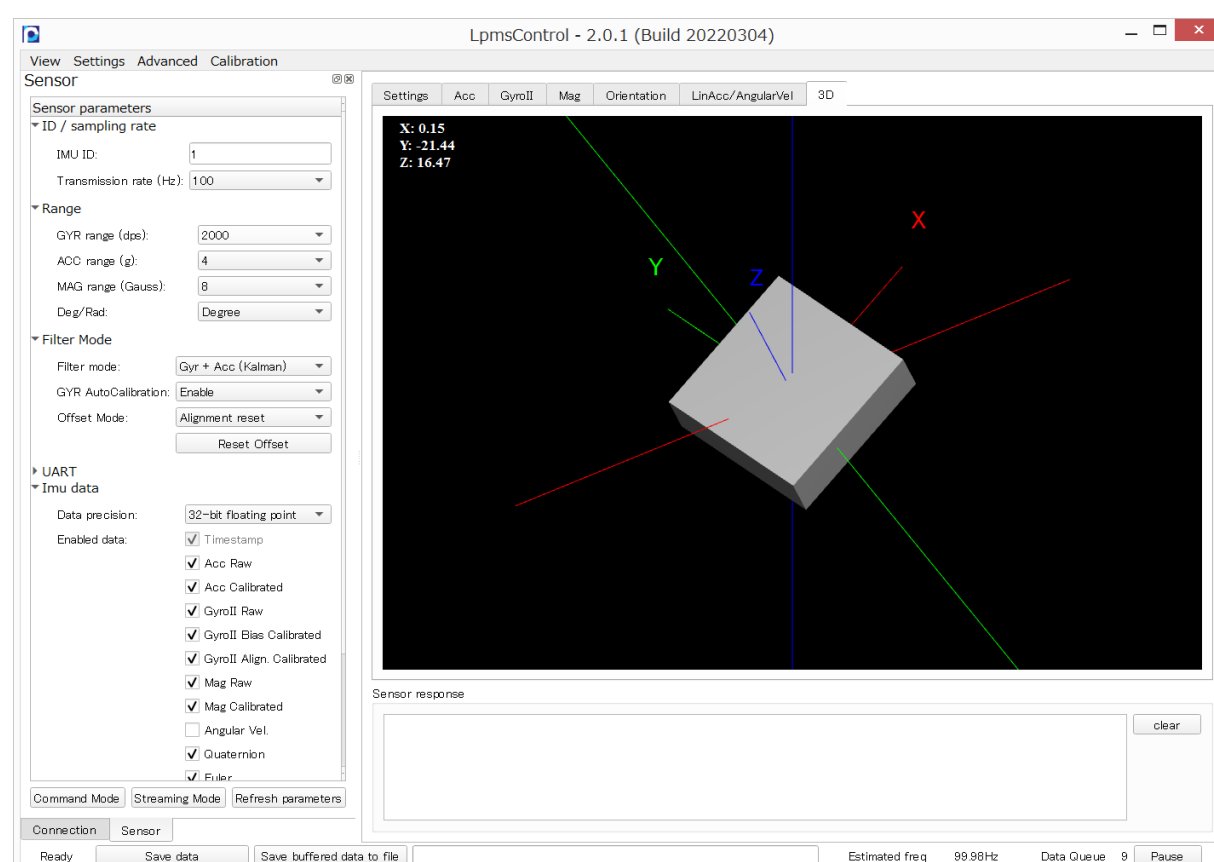 LpmsControl - 2.0.1 (Build 20220304)
View Settings Advanced Calibration
Sensor
Sensor parameters
ID / sampling rate
IMU ID: 1
Transmission rate (Hz): 100
Range
GYR range (dps): 2000
ACC range (g): 4
MAG range (Gauss): 8
Deg/Rad: Degree
Filter Mode
Filter mode: Gyr + Acc (Kalman)
GYR AutoCalibration: Enable
Offset Mode: Alignment reset
Reset Offset
UART
Imu data
Data precision: 32-bit floating point
Enabled data: Timestamp
Acc Raw
Acc Calibrated
GyroII Raw
GyroII Bias Calibrated
GyroII Align. Calibrated
Mag Raw
Mag Calibrated
Angular Vel.
Quaternion
Euler
Command Mode Streaming Mode Refresh parameters
Connection Sensor
Settings Acc GyroII Mag Orientation LinAcc/AngularVel 3D
X: 0.15
Y: -21.44
Z: 16.47
X
Y
Z
Sensor response
clear
Ready Save data Save buffered data to file Estimated freq 99.98Hz Data Queue 9 Pause